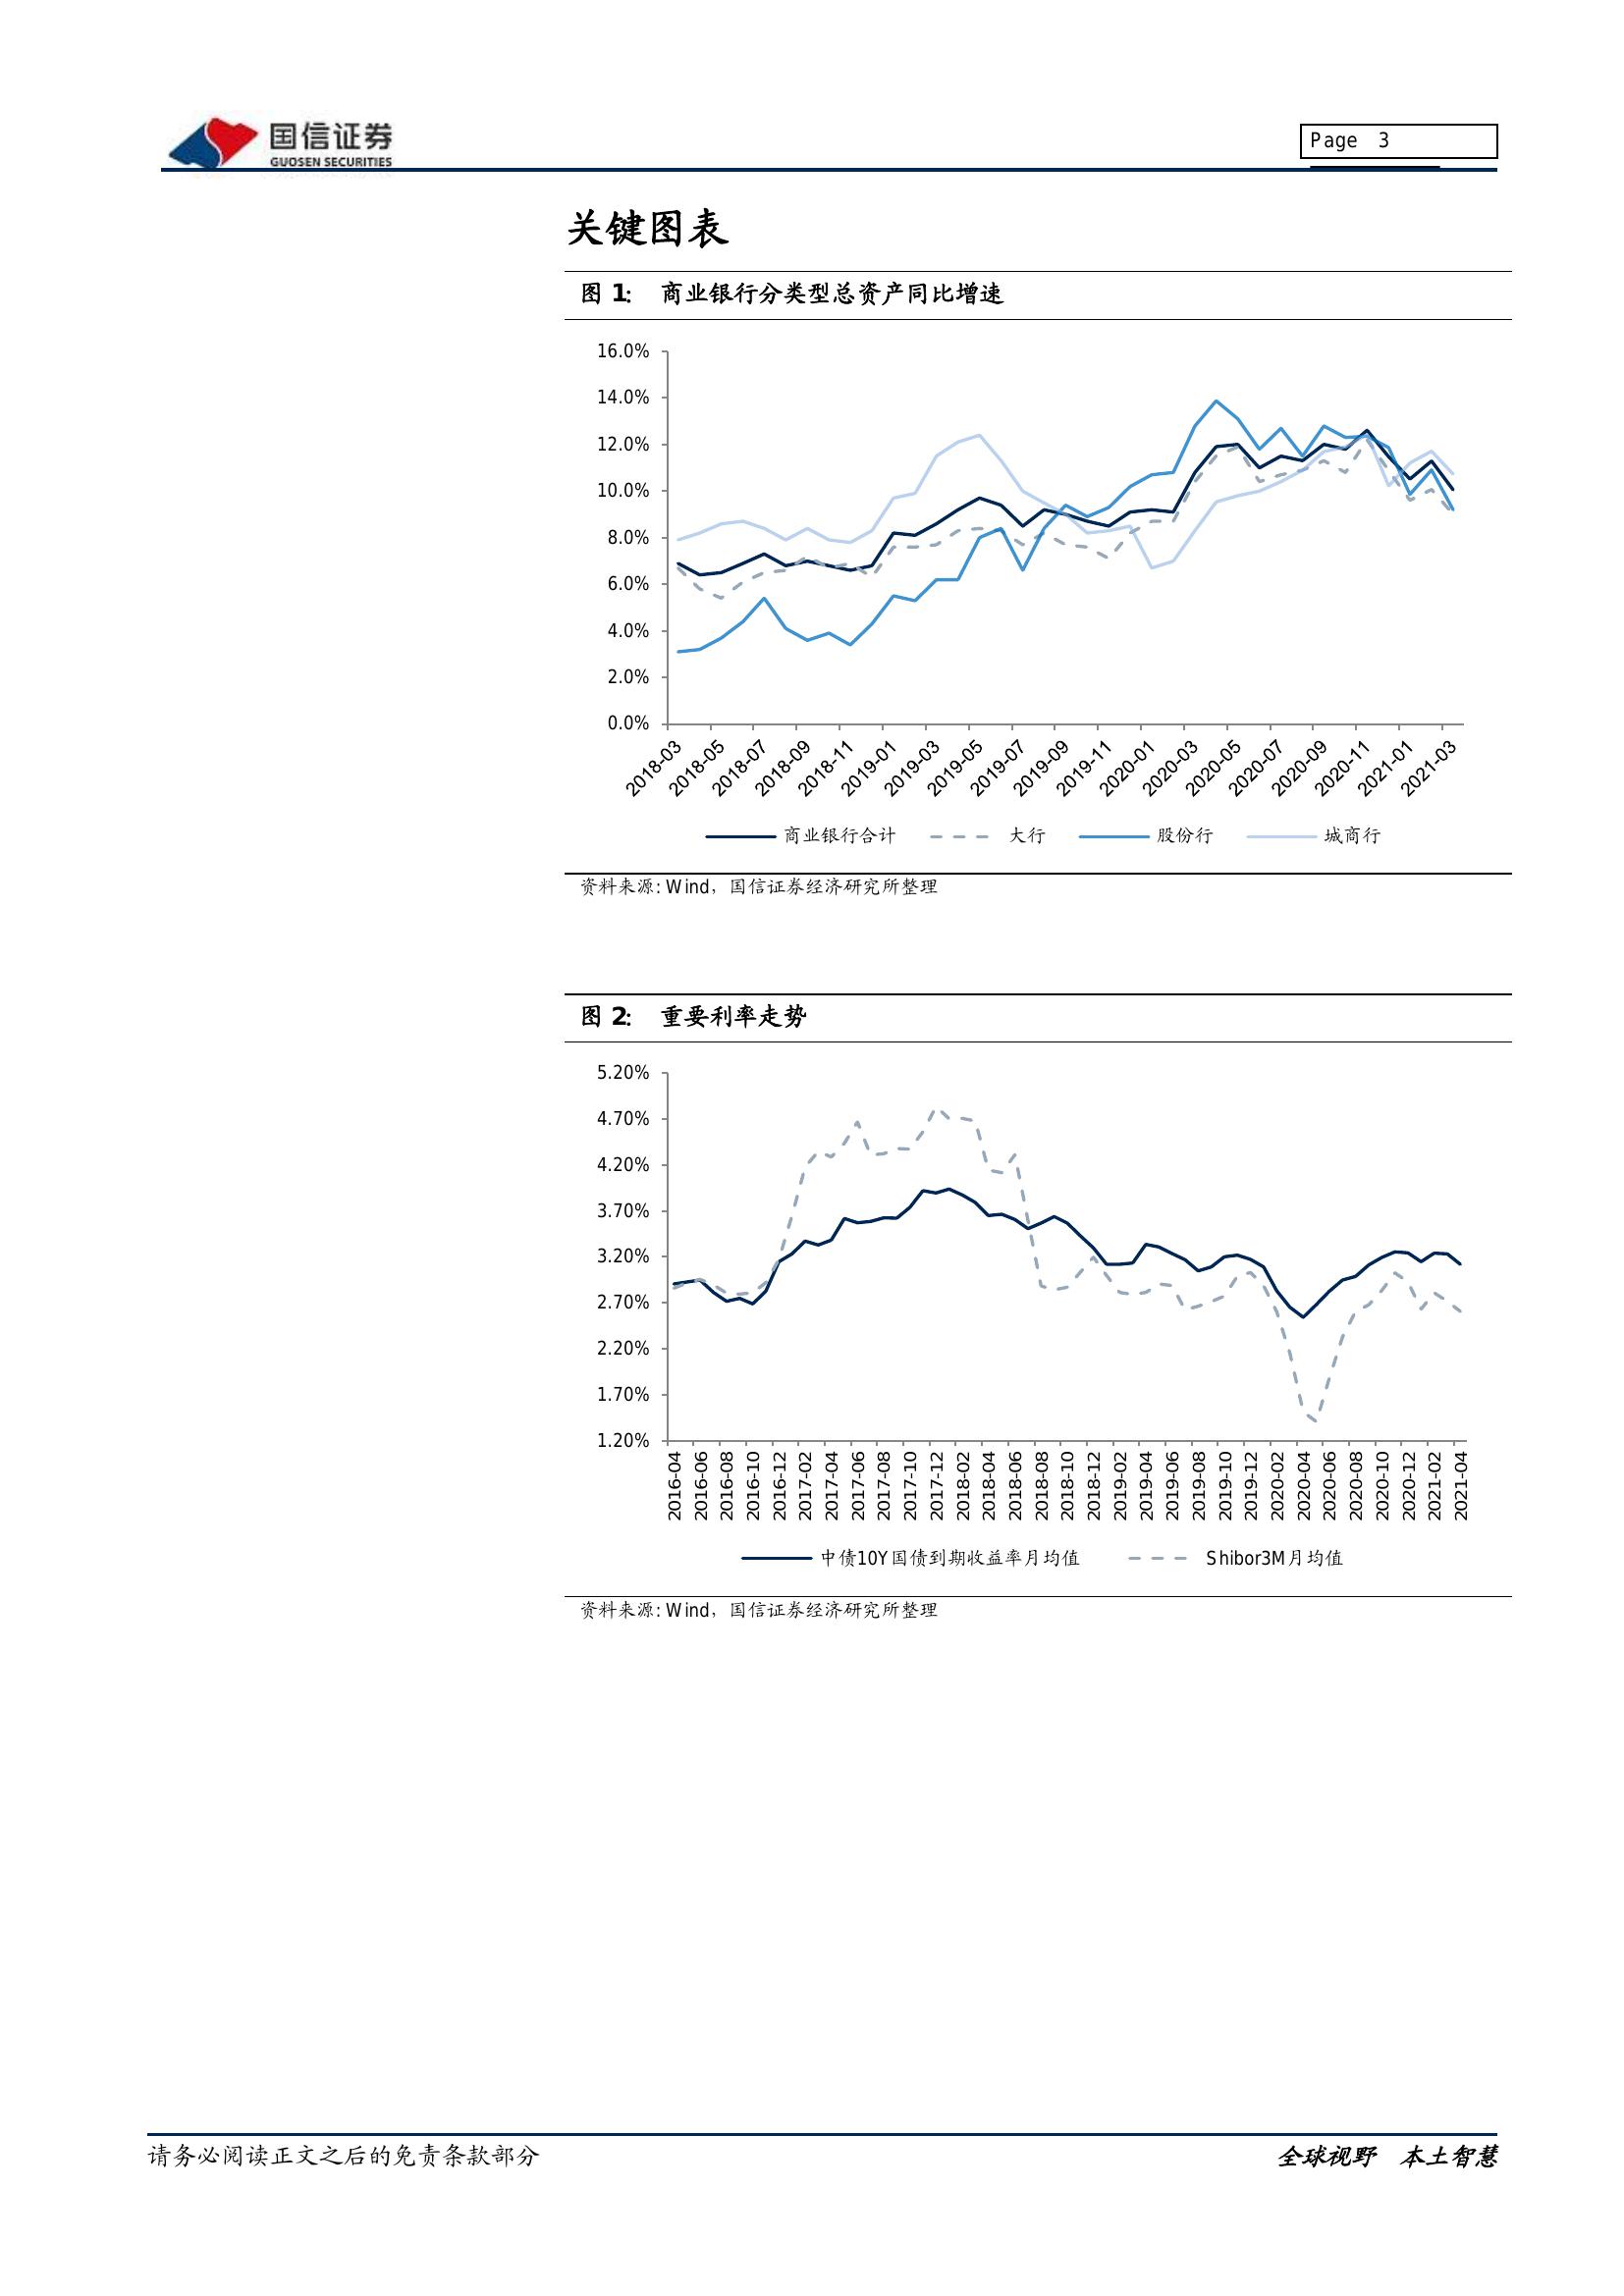 国信证券
GUOSEN SECURITIES
Page 3
关键图表
图 1: 商业银行分类型总资产同比增速
16.0%
14.0%
12.0%
10.0%
8.0%
6.0%
4.0%
2.0%
0.0%
2018-03 2018-05 2018-07 2018-09 2018-11 2019-01 2019-03 2019-05 2019-07 2019-09 2019-11 2020-01 2020-03 2020-05 2020-07 2020-09 2020-11 2021-01 2021-03
商业银行合计 大行 股份行 城商行
资料来源: Wind，国信证券经济研究所整理
图 2: 重要利率走势
5.20%
4.70%
4.20%
3.70%
3.20%
2.70%
2.20%
1.70%
1.20%
2016-04 2016-06 2016-08 2016-10 2016-12 2017-02 2017-04 2017-06 2017-08 2017-10 2017-12 2018-02 2018-04 2018-06 2018-08 2018-10 2018-12 2019-02 2019-04 2019-06 2019-08 2019-10 2019-12 2020-02 2020-04 2020-06 2020-08 2020-10 2020-12 2021-02 2021-04
中债10Y国债到期收益率月均值 Shibor3M月均值
资料来源: Wind，国信证券经济研究所整理
请务必阅读正文之后的免责条款部分
全球视野 本土智慧